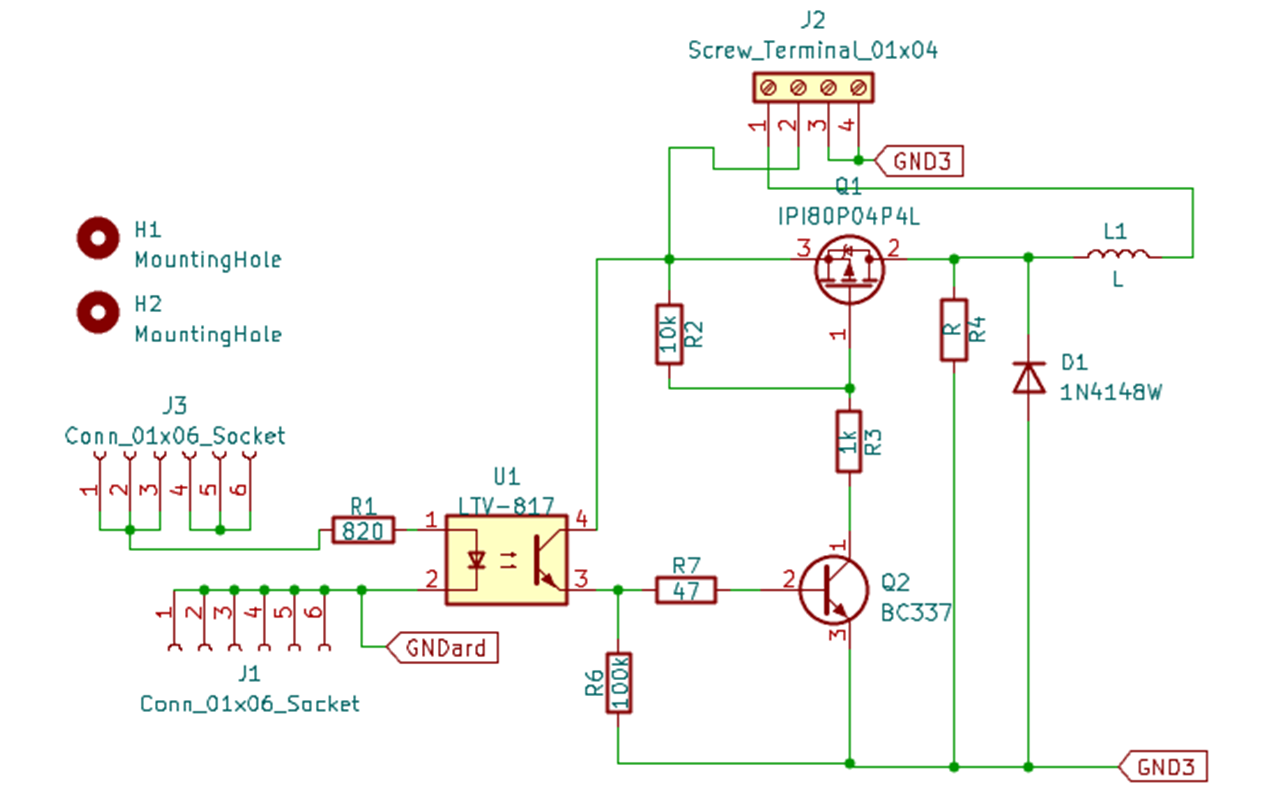 J2
Screw_Terminal_01x04
1 2 3 4
GND3
Q1
IPI80P04P4L
3 2
1
H1
MountingHole
H2
MountingHole
L1
L
10k R2
R R4
D1
1N4148W
J3
Conn_01x06_Socket
1 2 3 4 5 6
1k R3
U1
LTV-817
R1
820
1 4
2 3
R7
47
1
2
3
Q2
BC337
1 2 3 4 5 6
GNDard
J1
Conn_01x06_Socket
R6 100k
GND3